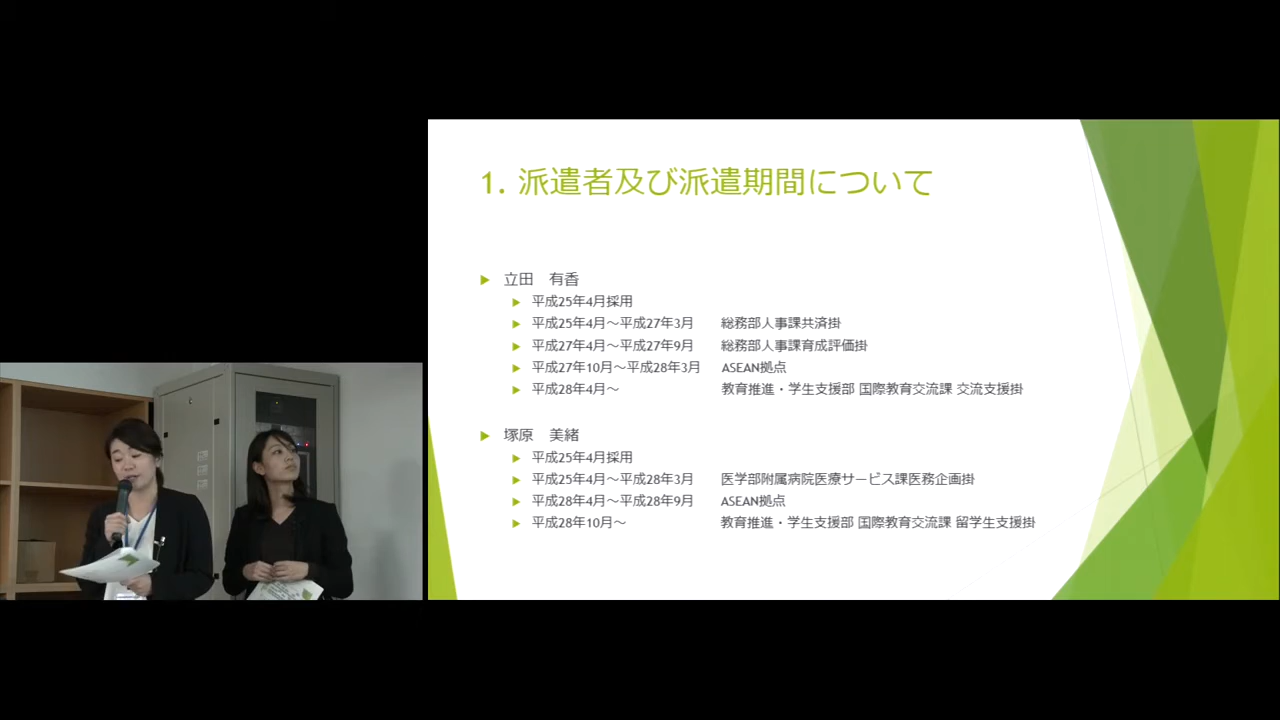 1. 派遣者及び派遣期間について
立田　有香
平成25年4月採用
平成25年4月～平成27年3月　総務部人事課共済掛
平成27年4月～平成27年9月　総務部人事課育成評価掛
平成27年10月～平成28年3月　ASEAN拠点
平成28年4月～　教育推進・学生支援部 国際教育交流課 交流支援掛
塚原　美緒
平成25年4月採用
平成25年4月～平成28年3月　医学部附属病院医療サービス課医務企画掛
平成28年4月～平成28年9月　ASEAN拠点
平成28年10月～　教育推進・学生支援部 国際教育交流課 留学生支援掛